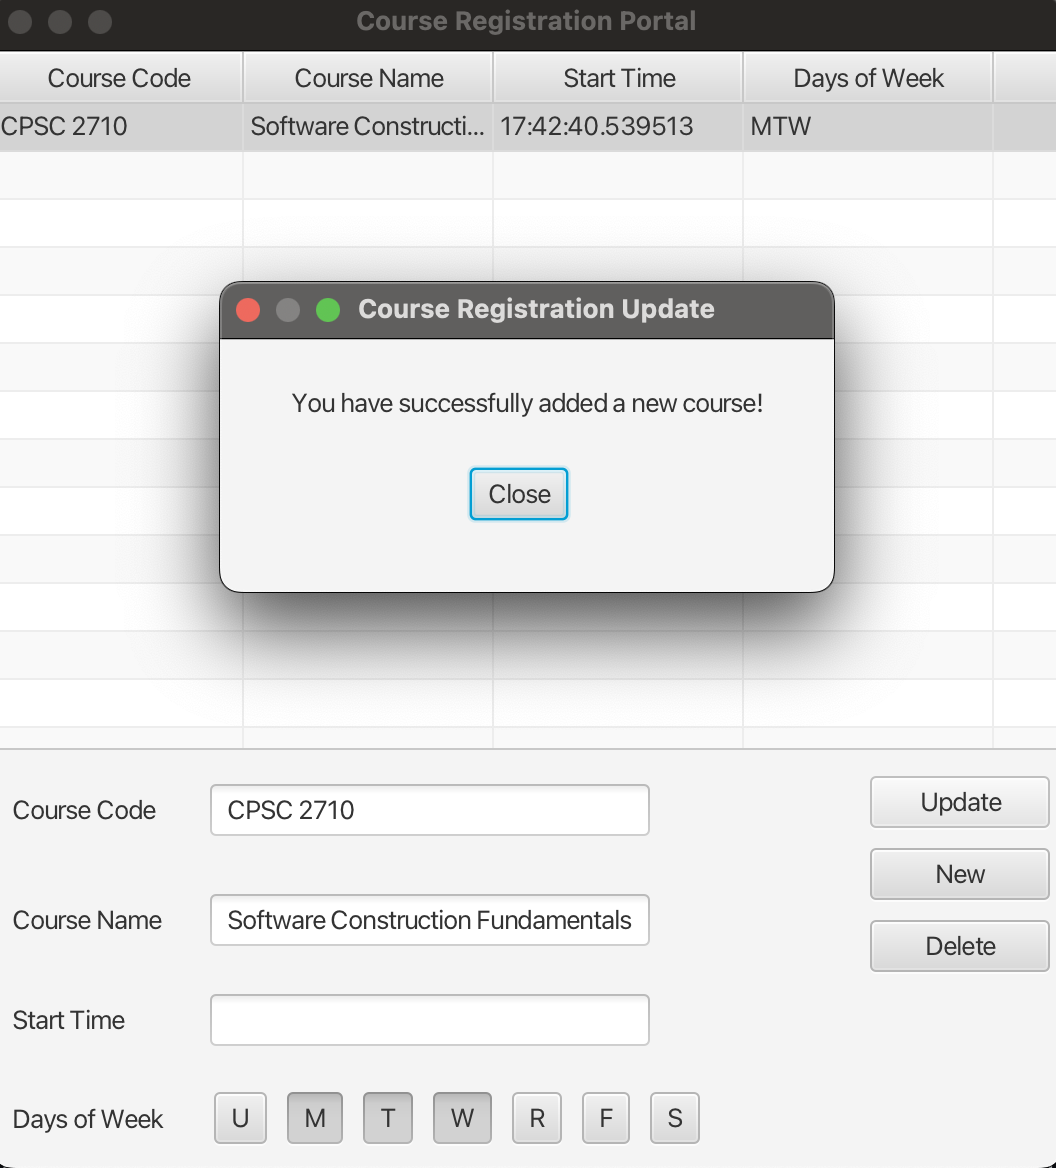 Course Registration Portal
Course Code Course Name Start Time Days of Week
CPSC 2710 Software Constructi... 17:42:40.539513 MTW
Course Registration Update
You have successfully added a new course!
Close
Course Code CPSC 2710 Update
New
Course Name Software Construction Fundamentals
Delete
Start Time
Days of Week U M T W R F S